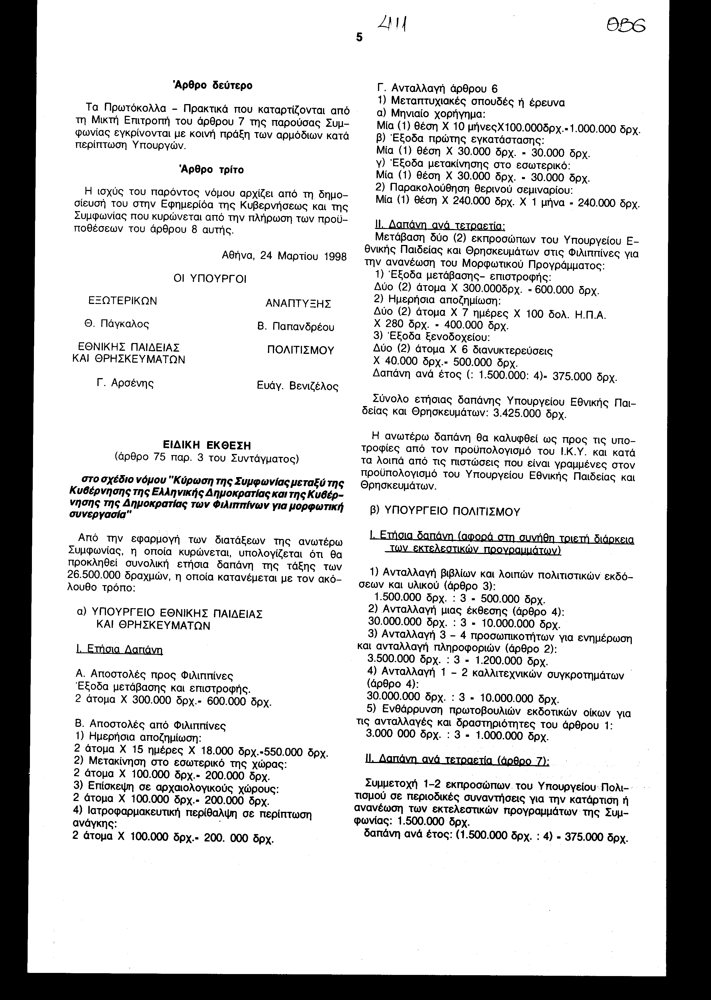 411
ΘΒ6
5
Άρθρο δεύτερο
Τα Πρωτόκολλα - Πρακτικά που καταρτίζονται από
τη Μικτή Επιτροπή του άρθρου 7 της παρούσας Συμ-
φωνίας εγκρίνονται με κοινή πράξη των αρμόδιων κατά
περίπτωση Υπουργών.
Άρθρο τρίτο
Η ισχύς του παρόντος νόμου αρχίζει από τη δημο-
σίευσή του στην Εφημερίδα της Κυβερνήσεως και της
Συμφωνίας που κυρώνεται από την πλήρωση των προϋ-
ποθέσεων του άρθρου 8 αυτής.
Αθήνα, 24 Μαρτίου 1998
ΟΙ ΥΠΟΥΡΓΟΙ
ΕΞΩΤΕΡΙΚΩΝ ΑΝΑΠΤΥΞΗΣ
Θ. Πάγκαλος Β. Παπανδρέου
ΕΘΝΙΚΗΣ ΠΑΙΔΕΙΑΣ ΠΟΛΙΤΙΣΜΟΥ
ΚΑΙ ΘΡΗΣΚΕΥΜΑΤΩΝ
Γ. Αρσένης Ευάγ. Βενιζέλος
ΕΙΔΙΚΗ ΕΚΘΕΣΗ
(άρθρο 75 παρ. 3 του Συντάγματος)
στο σχέδιο νόμου "Κύρωση της Συμφωνίας μεταξύ της
Κυβέρνησης της Ελληνικής Δημοκρατίας και της Κυβέρ-
νησης της Δημοκρατίας των Φιλιππίνων για μορφωτική
συνεργασία"
Από την εφαρμογή των διατάξεων της ανωτέρω
Συμφωνίας, η οποία κυρώνεται, υπολογίζεται ότι θα
προκληθεί συνολική ετήσια δαπάνη της τάξης των
26.500.000 δραχμών, η οποία κατανέμεται με τον ακό-
λουθο τρόπο:
α) ΥΠΟΥΡΓΕΙΟ ΕΘΝΙΚΗΣ ΠΑΙΔΕΙΑΣ
ΚΑΙ ΘΡΗΣΚΕΥΜΑΤΩΝ
Ι. Ετήσια Δαπάνη
Α. Αποστολές προς Φιλιππίνες
Έξοδα μετάβασης και επιστροφής.
2 άτομα Χ 300.000 δρχ.= 600.000 δρχ.
Β. Αποστολές από Φιλιππίνες
1) Ημερήσια αποζημίωση:
2 άτομα Χ 15 ημέρες Χ 18.000 δρχ.=550.000 δρχ.
2) Μετακίνηση στο εσωτερικό της χώρας:
2 άτομα Χ 100.000 δρχ.= 200.000 δρχ.
3) Επίσκεψη σε αρχαιολογικούς χώρους:
2 άτομα Χ 100.000 δρχ.= 200.000 δρχ.
4) Ιατροφαρμακευτική περίθαλψη σε περίπτωση
ανάγκης:
2 άτομα Χ 100.000 δρχ.= 200. 000 δρχ.
Γ. Ανταλλαγή άρθρου 6
1) Μεταπτυχιακές σπουδές ή έρευνα
α) Μηνιαίο χορήγημα:
Μία (1) θέση Χ 10 μήνεςΧ100.000δρχ.=1.000.000 δρχ.
β) Έξοδα πρώτης εγκατάστασης:
Μία (1) θέση Χ 30.000 δρχ. = 30.000 δρχ.
γ) Έξοδα μετακίνησης στο εσωτερικό:
Μία (1) θέση Χ 30.000 δρχ. = 30.000 δρχ.
2) Παρακολούθηση θερινού σεμιναρίου:
Μία (1) θέση Χ 240.000 δρχ. Χ 1 μήνα = 240.000 δρχ.
ΙΙ. Δαπάνη ανά τετραετία:
Μετάβαση δύο (2) εκπροσώπων του Υπουργείου Ε-
θνικής Παιδείας και Θρησκευμάτων στις Φιλιππίνες για
την ανανέωση του Μορφωτικού Προγράμματος:
1) Έξοδα μετάβασης- επιστροφής:
Δύο (2) άτομα Χ 300.000δρχ. = 600.000 δρχ.
2) Ημερήσια αποζημίωση:
Δύο (2) άτομα Χ 7 ημέρες Χ 100 δολ. Η.Π.Α.
Χ 280 δρχ. = 400.000 δρχ.
3) Έξοδα ξενοδοχείου:
Δύο (2) άτομα Χ 6 διανυκτερεύσεις
Χ 40.000 δρχ.= 500.000 δρχ.
Δαπάνη ανά έτος (: 1.500.000: 4)= 375.000 δρχ.
Σύνολο ετήσιας δαπάνης Υπουργείου Εθνικής Παι-
δείας και Θρησκευμάτων: 3.425.000 δρχ.
Η ανωτέρω δαπάνη θα καλυφθεί ως προς τις υπο-
τροφίες από τον προϋπολογισμό του Ι.Κ.Υ. και κατά
τα λοιπά από τις πιστώσεις που είναι γραμμένες στον
προϋπολογισμό του Υπουργείου Εθνικής Παιδείας και
Θρησκευμάτων.
β) ΥΠΟΥΡΓΕΙΟ ΠΟΛΙΤΙΣΜΟΥ
Ι. Ετήσια δαπάνη (αφορά στη συνήθη τριετή διάρκεια
των εκτελεστικών προγραμμάτων)
1) Ανταλλαγή βιβλίων και λοιπών πολιτιστικών εκδό-
σεων και υλικού (άρθρο 3):
1.500.000 δρχ. : 3 = 500.000 δρχ.
2) Ανταλλαγή μιας έκθεσης (άρθρο 4):
30.000.000 δρχ. : 3 = 10.000.000 δρχ.
3) Ανταλλαγή 3 - 4 προσωπικοτήτων για ενημέρωση
και ανταλλαγή πληροφοριών (άρθρο 2):
3.500.000 δρχ. : 3 = 1.200.000 δρχ.
4) Ανταλλαγή 1 - 2 καλλιτεχνικών συγκροτημάτων
(άρθρο 4):
30.000.000 δρχ. : 3 = 10.000.000 δρχ.
5) Ενθάρρυνση πρωτοβουλιών εκδοτικών οίκων για
τις ανταλλαγές και δραστηριότητες του άρθρου 1:
3.000 000 δρχ. : 3 = 1.000.000 δρχ.
ΙΙ. Δαπάνη ανά τετραετία (άρθρο 7):
Συμμετοχή 1-2 εκπροσώπων του Υπουργείου Πολι-
τισμού σε περιοδικές συναντήσεις για την κατάρτιση ή
ανανέωση των εκτελεστικών προγραμμάτων της Συμ-
φωνίας: 1.500.000 δρχ.
δαπάνη ανά έτος: (1.500.000 δρχ. : 4) = 375.000 δρχ.